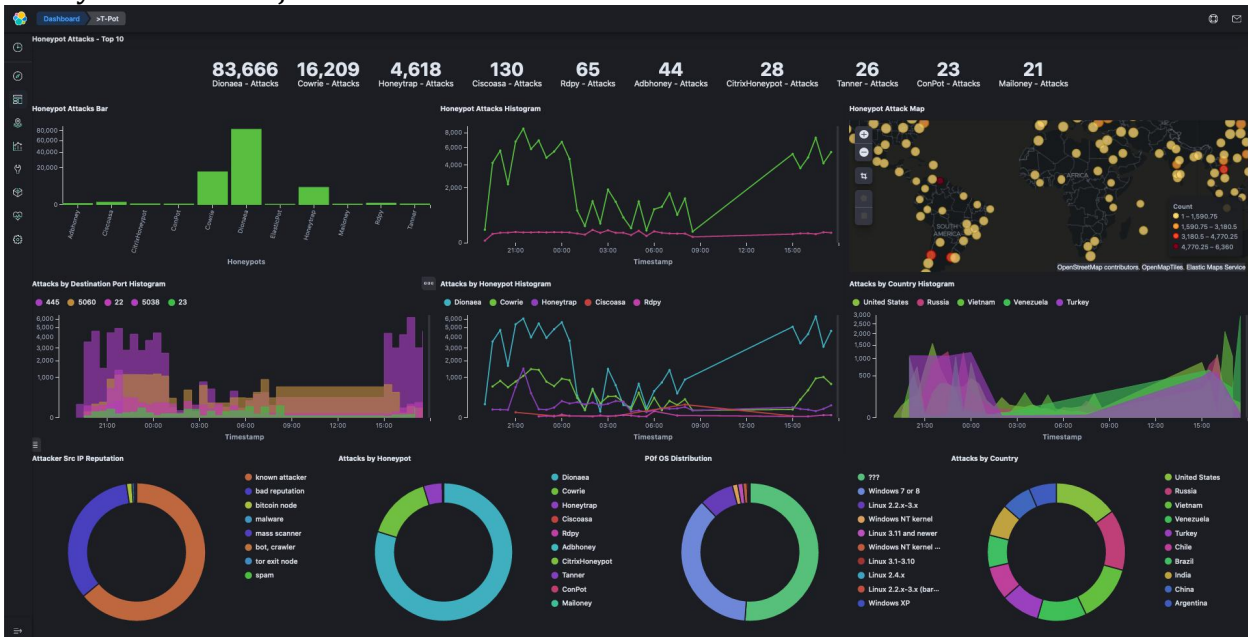 Dashboard >T-Pot
Honeypot Attacks - Top 10
83,666 16,209 4,618 130 65 44 28 26 23 21
Dionaea - Attacks Cowrie - Attacks Honeytrap - Attacks Ciscoasa - Attacks Rdpy - Attacks Adbhoney - Attacks CitrixHoneypot - Attacks Tanner - Attacks ConPot - Attacks Mailoney - Attacks
Honeypot Attacks Bar
80,000
60,000
40,000
20,000
0
Adbhoney Ciscoasa CitrixHoneypot ConPot Cowrie Dionaea ElasticPot Honeytrap Mailoney Rdpy Tanner
Honeypots
Honeypot Attacks Histogram
8,000
6,000
4,000
2,000
0
21:00 00:00 03:00 06:00 09:00 12:00 15:00
Timestamp
Honeypot Attack Map
AFRICA
SOUTH
AMERICA
Count
1 – 1,590.75
1,590.75 – 3,180.5
3,180.5 – 4,770.25
4,770.25 – 6,360
OpenStreetMap contributors, OpenMapTiles, Elastic Maps Service
Attacks by Destination Port Histogram
445 5060 22 5038 23
6,000
5,000
4,000
3,000
2,000
1,000
0
21:00 00:00 03:00 06:00 09:00 12:00 15:00
Timestamp
Attacks by Honeypot Histogram
Dionaea Cowrie Honeytrap Ciscoasa Rdpy
6,000
5,000
4,000
3,000
2,000
1,000
0
21:00 00:00 03:00 06:00 09:00 12:00 15:00
Timestamp
Attacks by Country Histogram
United States Russia Vietnam Venezuela Turkey
3,000
2,500
2,000
1,500
1,000
500
0
21:00 00:00 03:00 06:00 09:00 12:00 15:00
Timestamp
Attacker Src IP Reputation
known attacker
bad reputation
bitcoin node
malware
mass scanner
bot, crawler
tor exit node
spam
Attacks by Honeypot
Dionaea
Cowrie
Honeytrap
Ciscoasa
Rdpy
Adbhoney
CitrixHoneypot
Tanner
ConPot
Mailoney
P0f OS Distribution
???
Windows 7 or 8
Linux 2.2.x-3.x
Windows NT kernel
Linux 3.11 and newer
Windows NT kernel ...
Linux 3.1-3.10
Linux 2.4.x
Linux 2.2.x-3.x (bar...
Windows XP
Attacks by Country
United States
Russia
Vietnam
Venezuela
Turkey
Chile
Brazil
India
China
Argentina